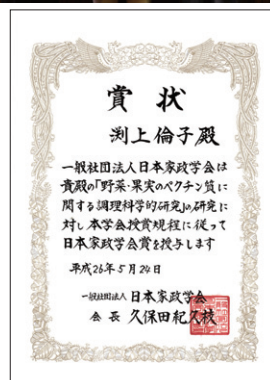 賞状
渕上倫子殿
一般社団法人日本家政学会は
貴殿の「野菜・果実のペクチン質に
関する調理科学的研究」の研究に
対し本学会授賞規程に従って
日本家政学会賞を授与します
平成26年5月24日
一般社団法人 日本家政学会
会長 久保田紀久枝